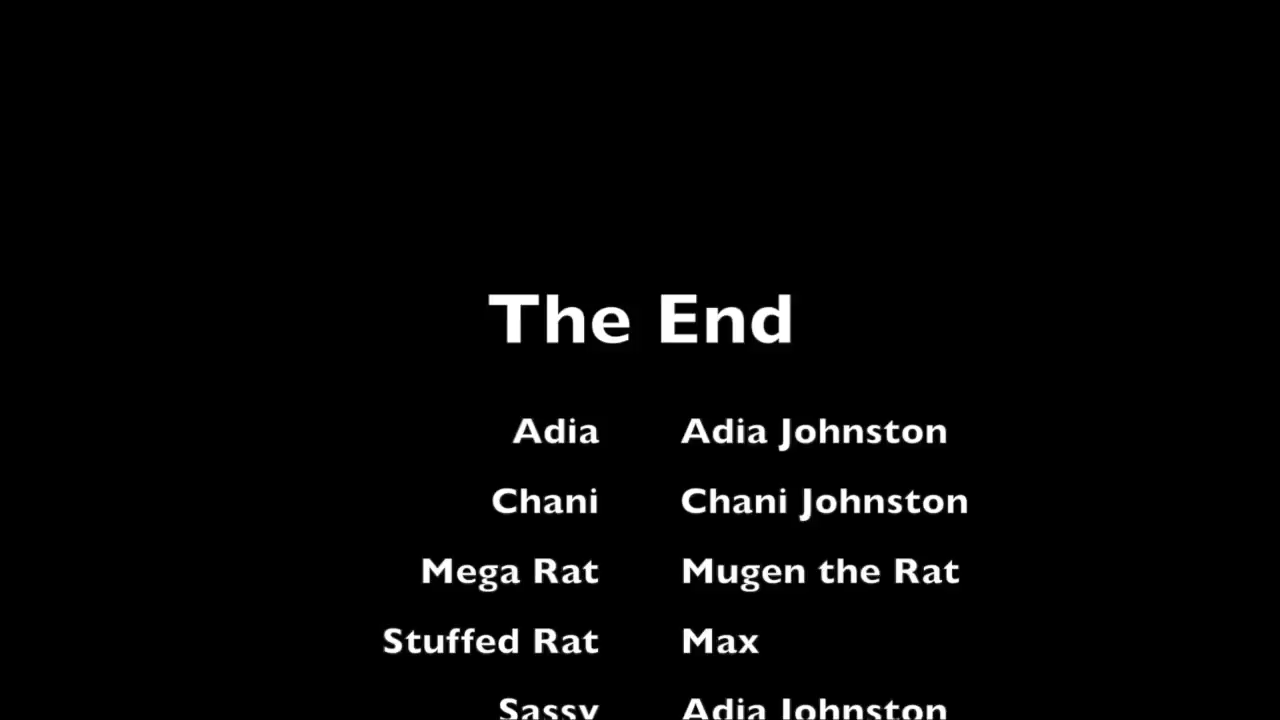 The End
Adia Adia Johnston
Chani Chani Johnston
Mega Rat Mugen the Rat
Stuffed Rat Max
Sassy Adia Johnston